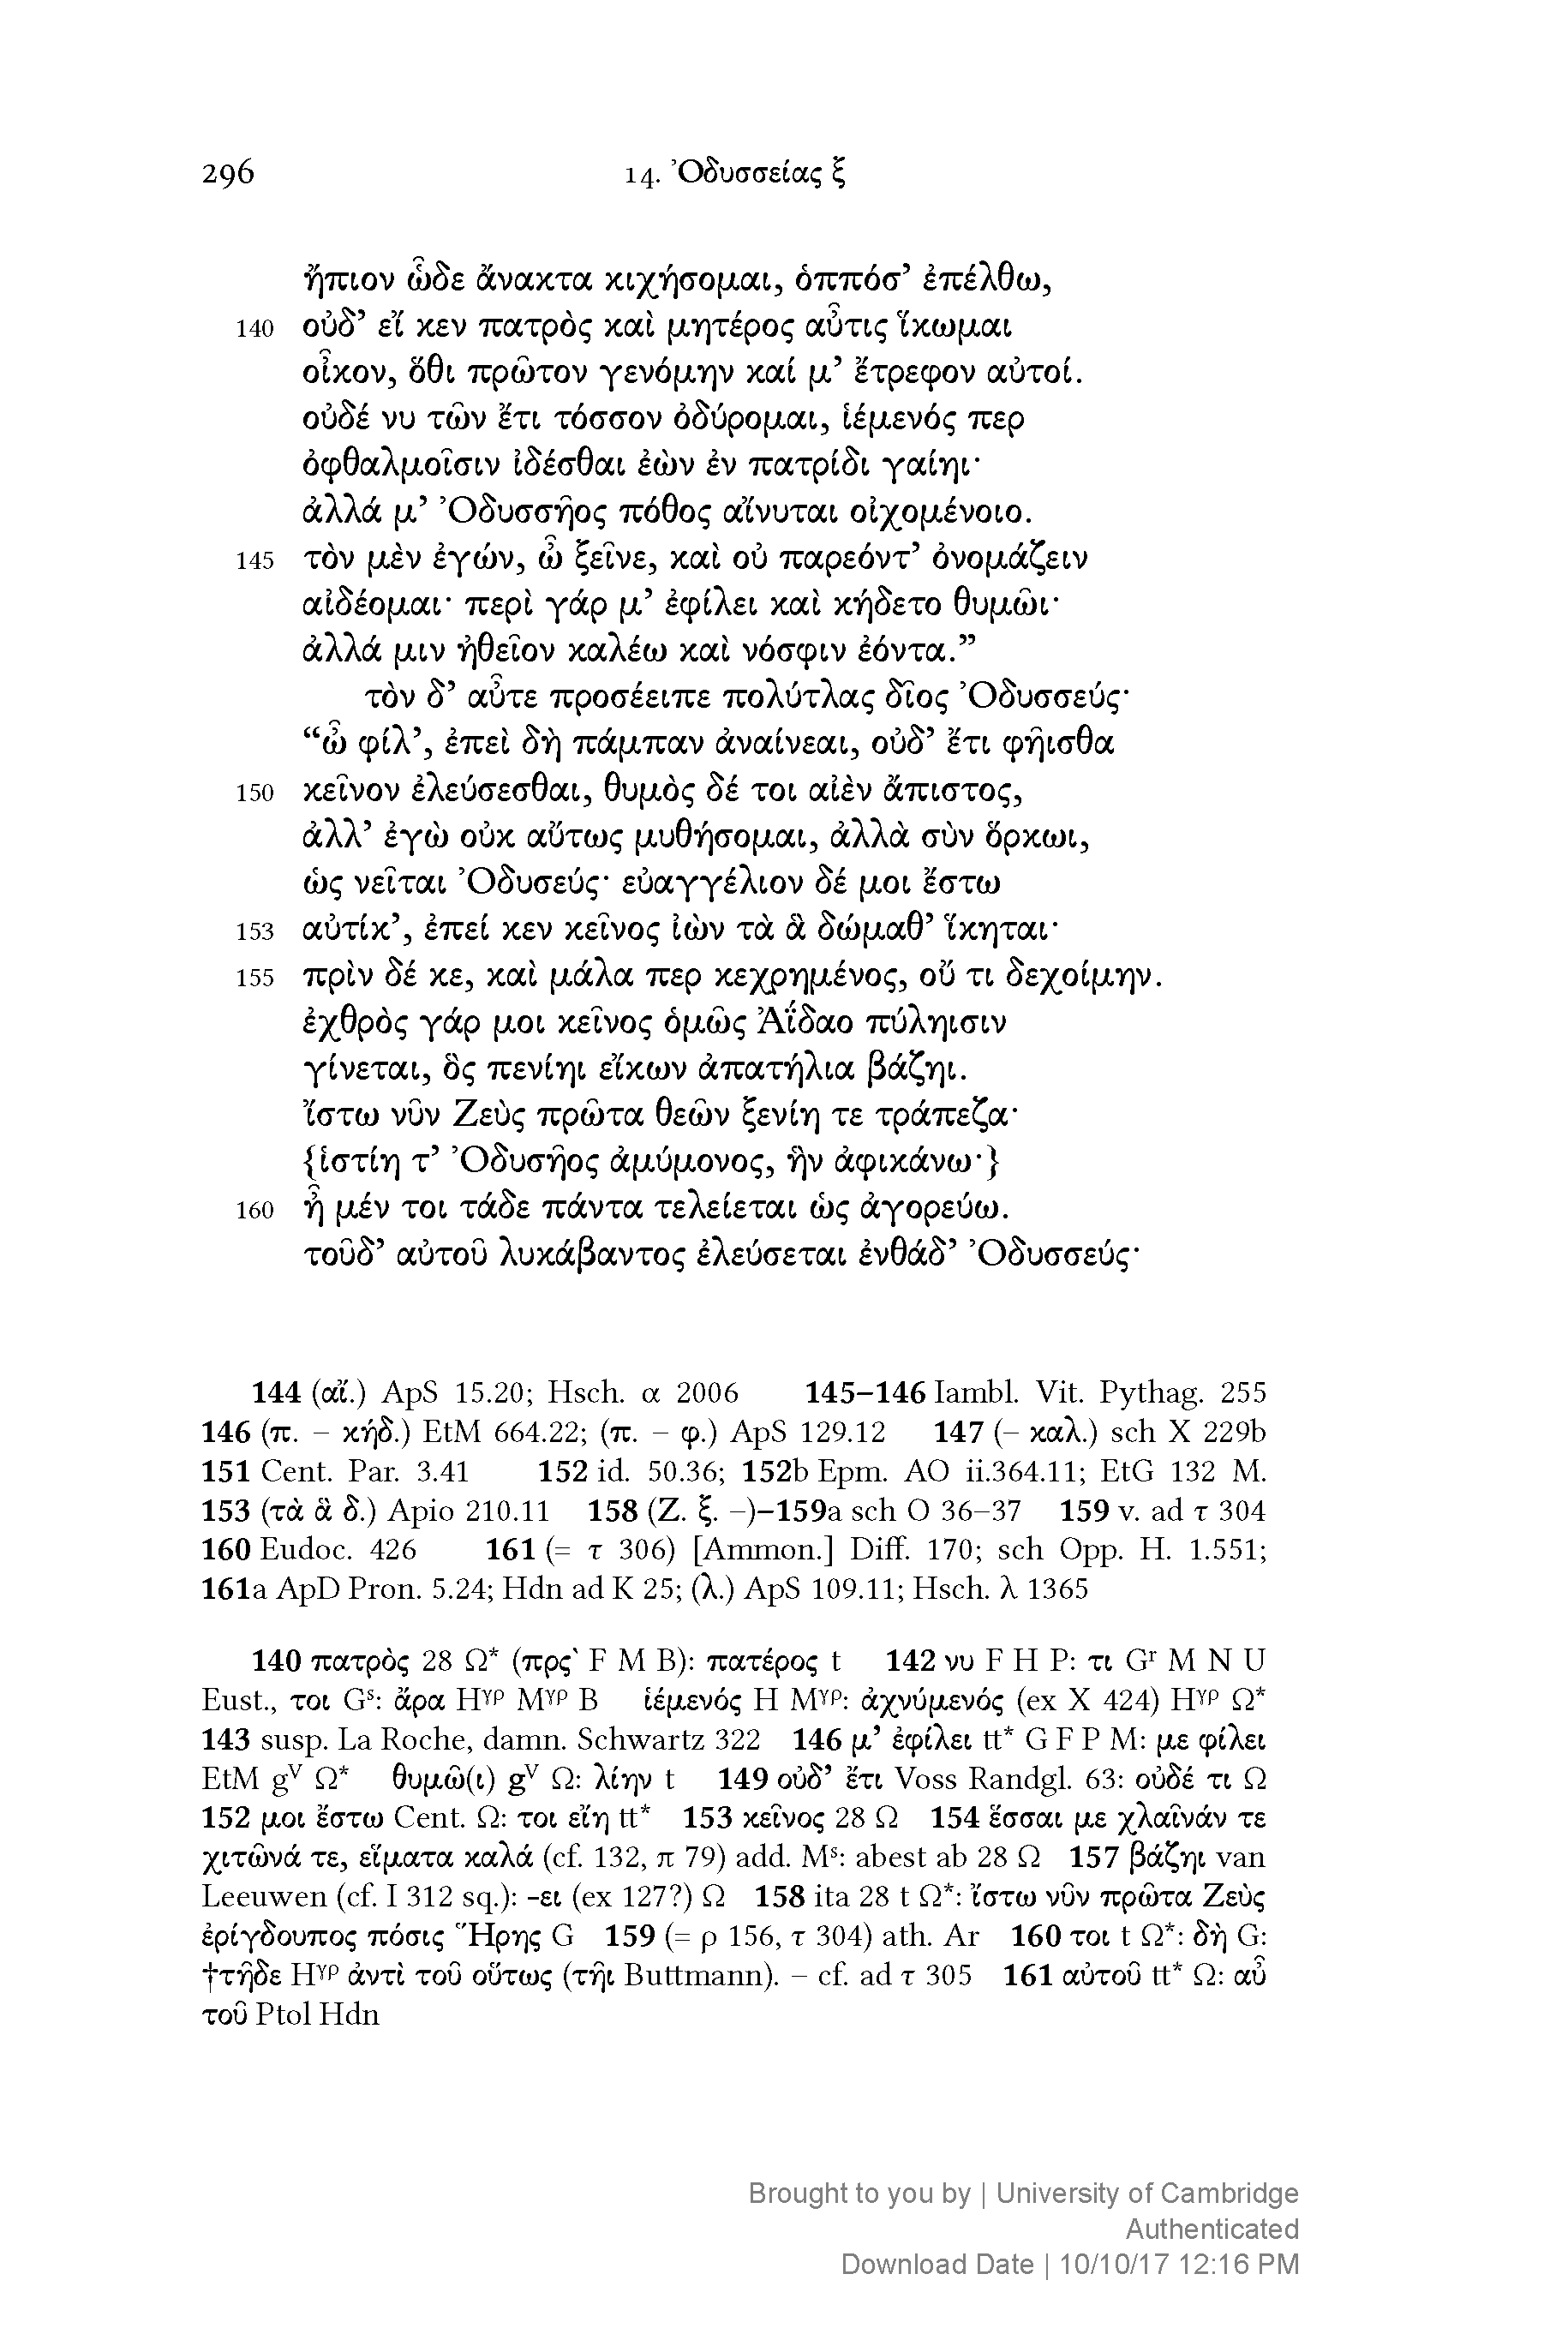 296 14. Ὀδυσσείας ξ
ἤπιον ὧδε ἄνακτα κιχήσομαι, ὁππόσ’ ἐπέλθω,
140 οὐδ’ εἴ κεν πατρὸς καὶ μητέρος αὖτις ἵκωμαι
οἶκον, ὅθι πρῶτον γενόμην καί μ’ ἔτρεφον αὐτοί.
οὐδέ νυ τῶν ἔτι τόσσον ὀδύρομαι, ἱέμενός περ
ὀφθαλμοῖσιν ἰδέσθαι ἐὼν ἐν πατρίδι γαίηι·
ἀλλά μ’ Ὀδυσσῆος πόθος αἴνυται οἰχομένοιο.
145 τὸν μὲν ἐγών, ὦ ξεῖνε, καὶ οὐ παρεόντ’ ὀνομάζειν
αἰδέομαι· περὶ γάρ μ’ ἐφίλει καὶ κήδετο θυμῶι·
ἀλλά μιν ἠθεῖον καλέω καὶ νόσφιν ἐόντα.”
τὸν δ’ αὖτε προσέειπε πολύτλας δῖος Ὀδυσσεύς·
“ὦ φίλ’, ἐπεὶ δὴ πάμπαν ἀναίνεαι, οὐδ’ ἔτι φῆισθα
150 κεῖνον ἐλεύσεσθαι, θυμὸς δέ τοι αἰὲν ἄπιστος,
ἀλλ’ ἐγὼ οὐκ αὔτως μυθήσομαι, ἀλλὰ σὺν ὅρκωι,
ὡς νεῖται Ὀδυσεύς· εὐαγγέλιον δέ μοι ἔστω
153 αὐτίκ’, ἐπεί κεν κεῖνος ἰὼν τὰ ἃ δώμαθ’ ἵκηται·
155 πρὶν δέ κε, καὶ μάλα περ κεχρημένος, οὔ τι δεχοίμην.
ἐχθρὸς γάρ μοι κεῖνος ὁμῶς Ἀΐδαο πύληισιν
γίνεται, ὃς πενίηι εἴκων ἀπατήλια βάζηι.
ἴστω νῦν Ζεὺς πρῶτα θεῶν ξενίη τε τράπεζα·
{ἱστίη τ’ Ὀδυσῆος ἀμύμονος, ἣν ἀφικάνω·}
160 ἦ μέν τοι τάδε πάντα τελείεται ὡς ἀγορεύω.
τοῦδ’ αὐτοῦ λυκάβαντος ἐλεύσεται ἐνθάδ’ Ὀδυσσεύς·
144 (αἴ.) ApS 15.20; Hsch. α 2006 145–146 Iambl. Vit. Pythag. 255
146 (π. – κήδ.) EtM 664.22; (π. – φ.) ApS 129.12 147 (– καλ.) sch X 229b
151 Cent. Par. 3.41 152 id. 50.36; 152b Epm. AO ii.364.11; EtG 132 M.
153 (τὰ ἃ δ.) Apio 210.11 158 (Ζ. ξ. –)–159a sch O 36–37 159 v. ad τ 304
160 Eudoc. 426 161 (= τ 306) [Ammon.] Diff. 170; sch Opp. H. 1.551;
161a ApD Pron. 5.24; Hdn ad K 25; (λ.) ApS 109.11; Hsch. λ 1365
140 πατρὸς 28 Ω* (πρς` F M B): πατέρος t 142 νυ F H P: τι Gʳ M N U
Eust., τοι Gˢ: ἄρα Hᵞᵖ Mᵞᵖ B ἱέμενός H Mᵞᵖ: ἀχνύμενός (ex X 424) Hᵞᵖ Ω*
143 susp. La Roche, damn. Schwartz 322 146 μ’ ἐφίλει tt* G F P M: με φίλει
EtM gⱽ Ω* θυμῶ(ι) gⱽ Ω: λίην t 149 οὐδ’ ἔτι Voss Randgl. 63: οὐδέ τι Ω
152 μοι ἔστω Cent. Ω: τοι εἴη tt* 153 κεῖνος 28 Ω 154 ἕσσαι με χλαῖνάν τε
χιτῶνά τε, εἵματα καλά (cf. 132, π 79) add. Mˢ: abest ab 28 Ω 157 βάζηι van
Leeuwen (cf. I 312 sq.): -ει (ex 127?) Ω 158 ita 28 t Ω*: ἴστω νῦν πρῶτα Ζεὺς
ἐρίγδουπος πόσις Ἥρης G 159 (= ρ 156, τ 304) ath. Ar 160 τοι t Ω*: δὴ G:
†τῆδε Hᵞᵖ ἀντὶ τοῦ οὕτως (τῆι Buttmann). – cf. ad τ 305 161 αὐτοῦ tt* Ω: αὖ
τοῦ Ptol Hdn
Brought to you by | University of Cambridge
Authenticated
Download Date | 10/10/17 12:16 PM